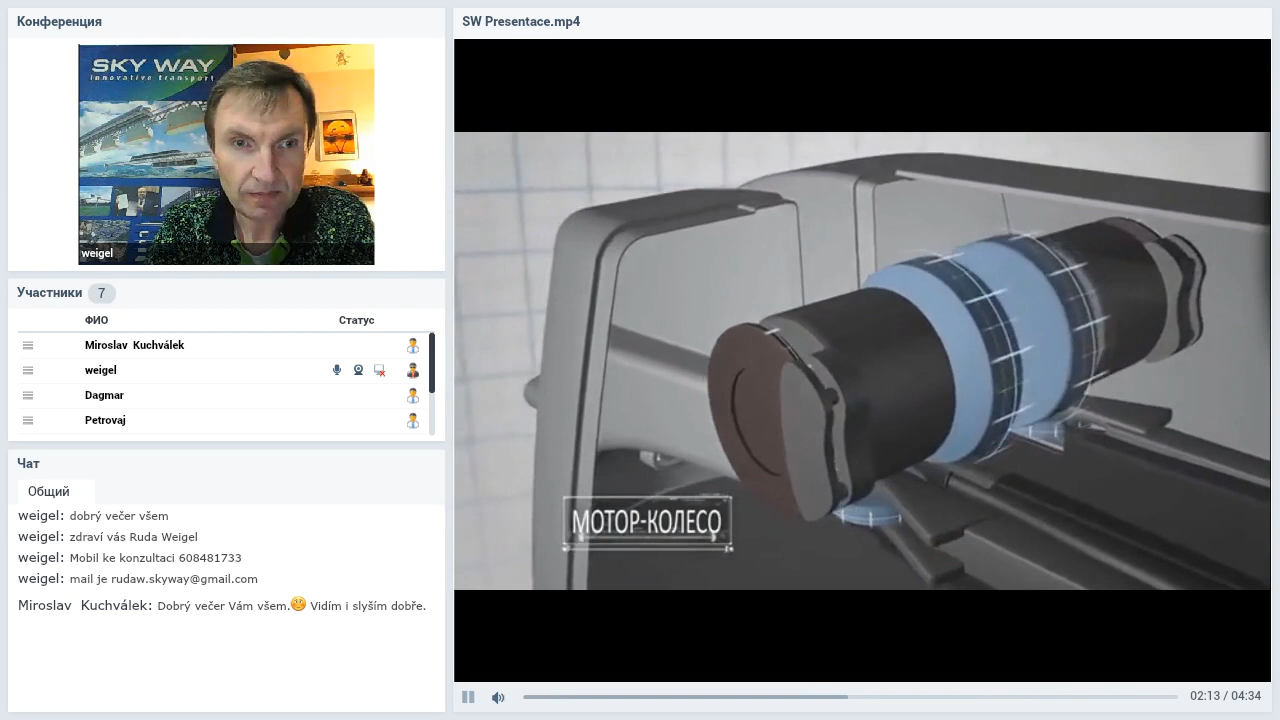 Конференция
SKY WAY
innovative transport
weigel
Участники 7
ФИО Статус
Miroslav Kuchválek
weigel
Dagmar
Petrovaj
Чат
Общий
weigel: dobrý večer všem
weigel: zdraví vás Ruda Weigel
weigel: Mobil ke konzultaci 608481733
weigel: mail je rudaw.skyway@gmail.com
Miroslav Kuchválek: Dobrý večer Vám všem. Vidím i slyším dobře.
SW Presentace.mp4
МОТОР-КОЛЕСО
02:13 / 04:34